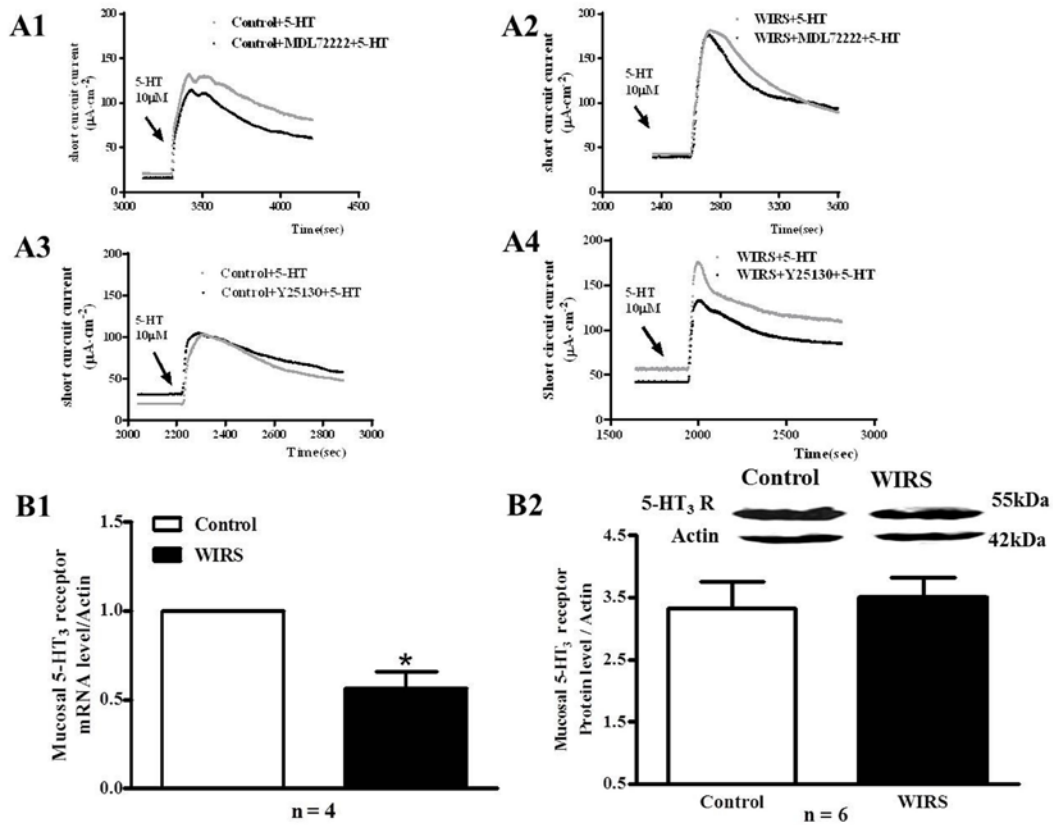 A1
short curcuit current
(μA·cm⁻²)
200
150
100
50
0
5-HT
10μM
Control+5-HT
Control+MDL72222+5-HT
3000
3500
4000
4500
Time(sec)
A2
short curcuit current
(μA·cm⁻²)
200
150
100
50
0
5-HT
10μM
WIRS+5-HT
WIRS+MDL72222+5-HT
2000
2400
2800
3200
3600
Time(sec)
A3
short curcuit current
(μA·cm⁻²)
200
150
100
50
0
5-HT
10μM
Control+5-HT
Control+Y25130+5-HT
2000
2200
2400
2600
2800
3000
Time(sec)
A4
Short circuit current
(μA·cm⁻²)
200
150
100
50
0
5-HT
10μM
WIRS+5-HT
WIRS+Y25130+5-HT
1500
2000
2500
3000
Time(sec)
B1
Mucosal 5-HT₃ receptor
mRNA level/Actin
1.5
1.0
0.5
0.0
Control
WIRS
*
n = 4
B2
Control WIRS
5-HT₃ R 55kDa
Actin 42kDa
Mucosal 5-HT₃ receptor
Protein level / Actin
4.5
3.5
2.5
1.5
0.5
Control WIRS
n = 6